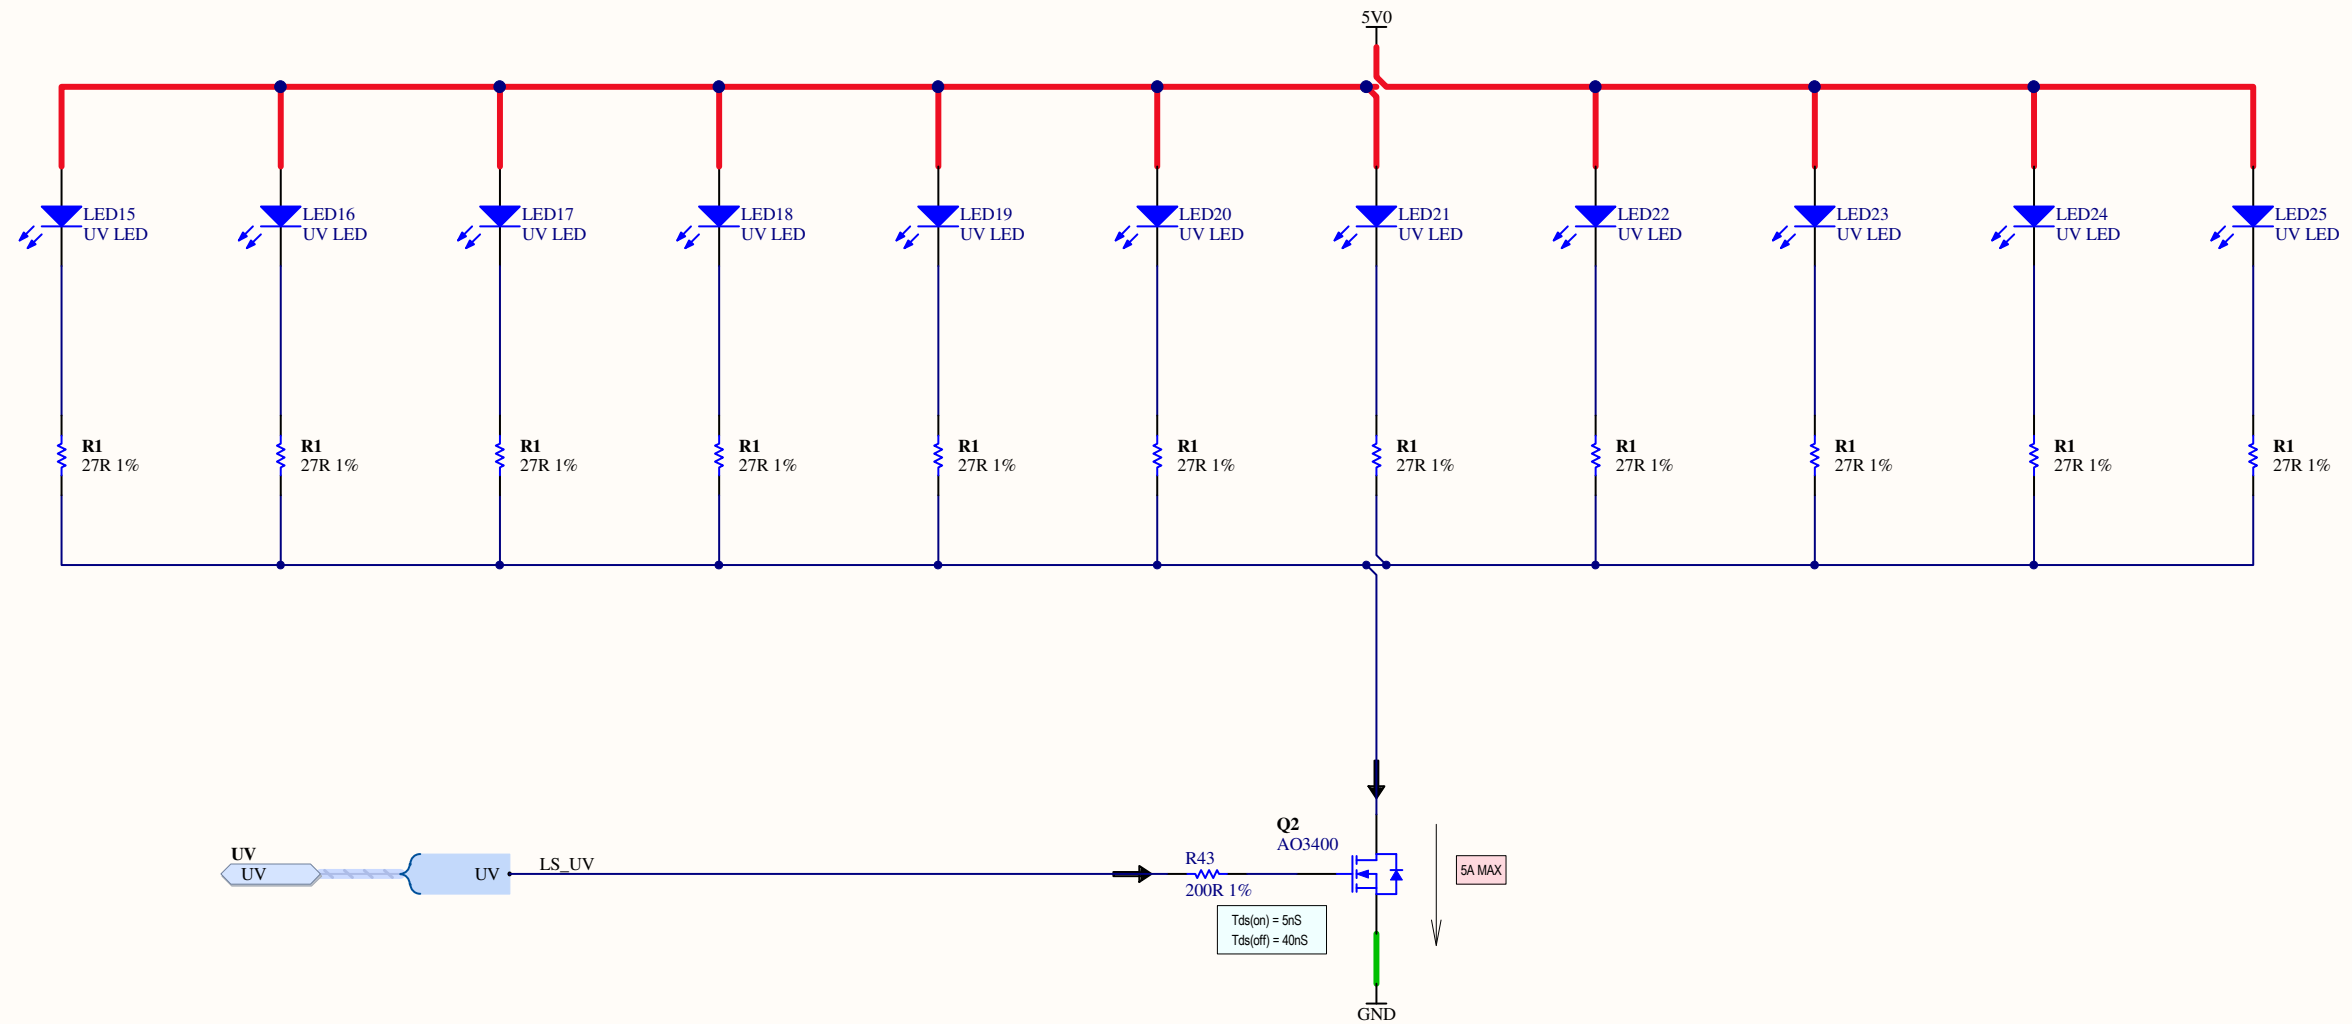 5V0
LED15
UV LED
LED16
UV LED
LED17
UV LED
LED18
UV LED
LED19
UV LED
LED20
UV LED
LED21
UV LED
LED22
UV LED
LED23
UV LED
LED24
UV LED
LED25
UV LED
R1
27R 1%
R1
27R 1%
R1
27R 1%
R1
27R 1%
R1
27R 1%
R1
27R 1%
R1
27R 1%
R1
27R 1%
R1
27R 1%
R1
27R 1%
R1
27R 1%
UV
UV
UV
LS_UV
R43
200R 1%
Q2
AO3400
5A MAX
Tds(on) = 5nS
Tds(off) = 40nS
GND